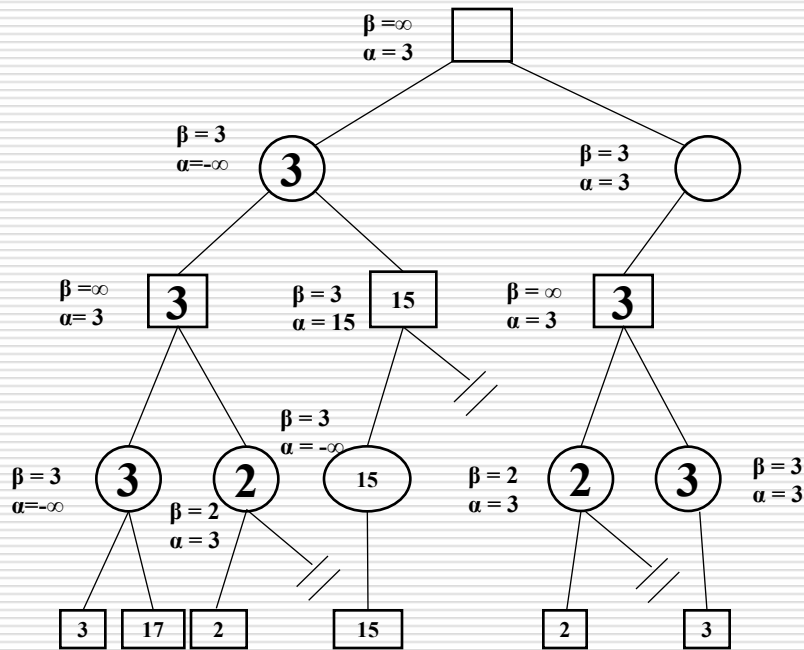 β =∞
α = 3
β = 3
α=-∞
3
β = 3
α = 3
β =∞
α= 3
3
β = 3
α = 15
15
β = ∞
α = 3
3
β = 3
α=-∞
3
β = 2
α = 3
2
β = 3
α = -∞
15
β = 2
α = 3
2
3
β = 3
α = 3
3
17
2
15
2
3